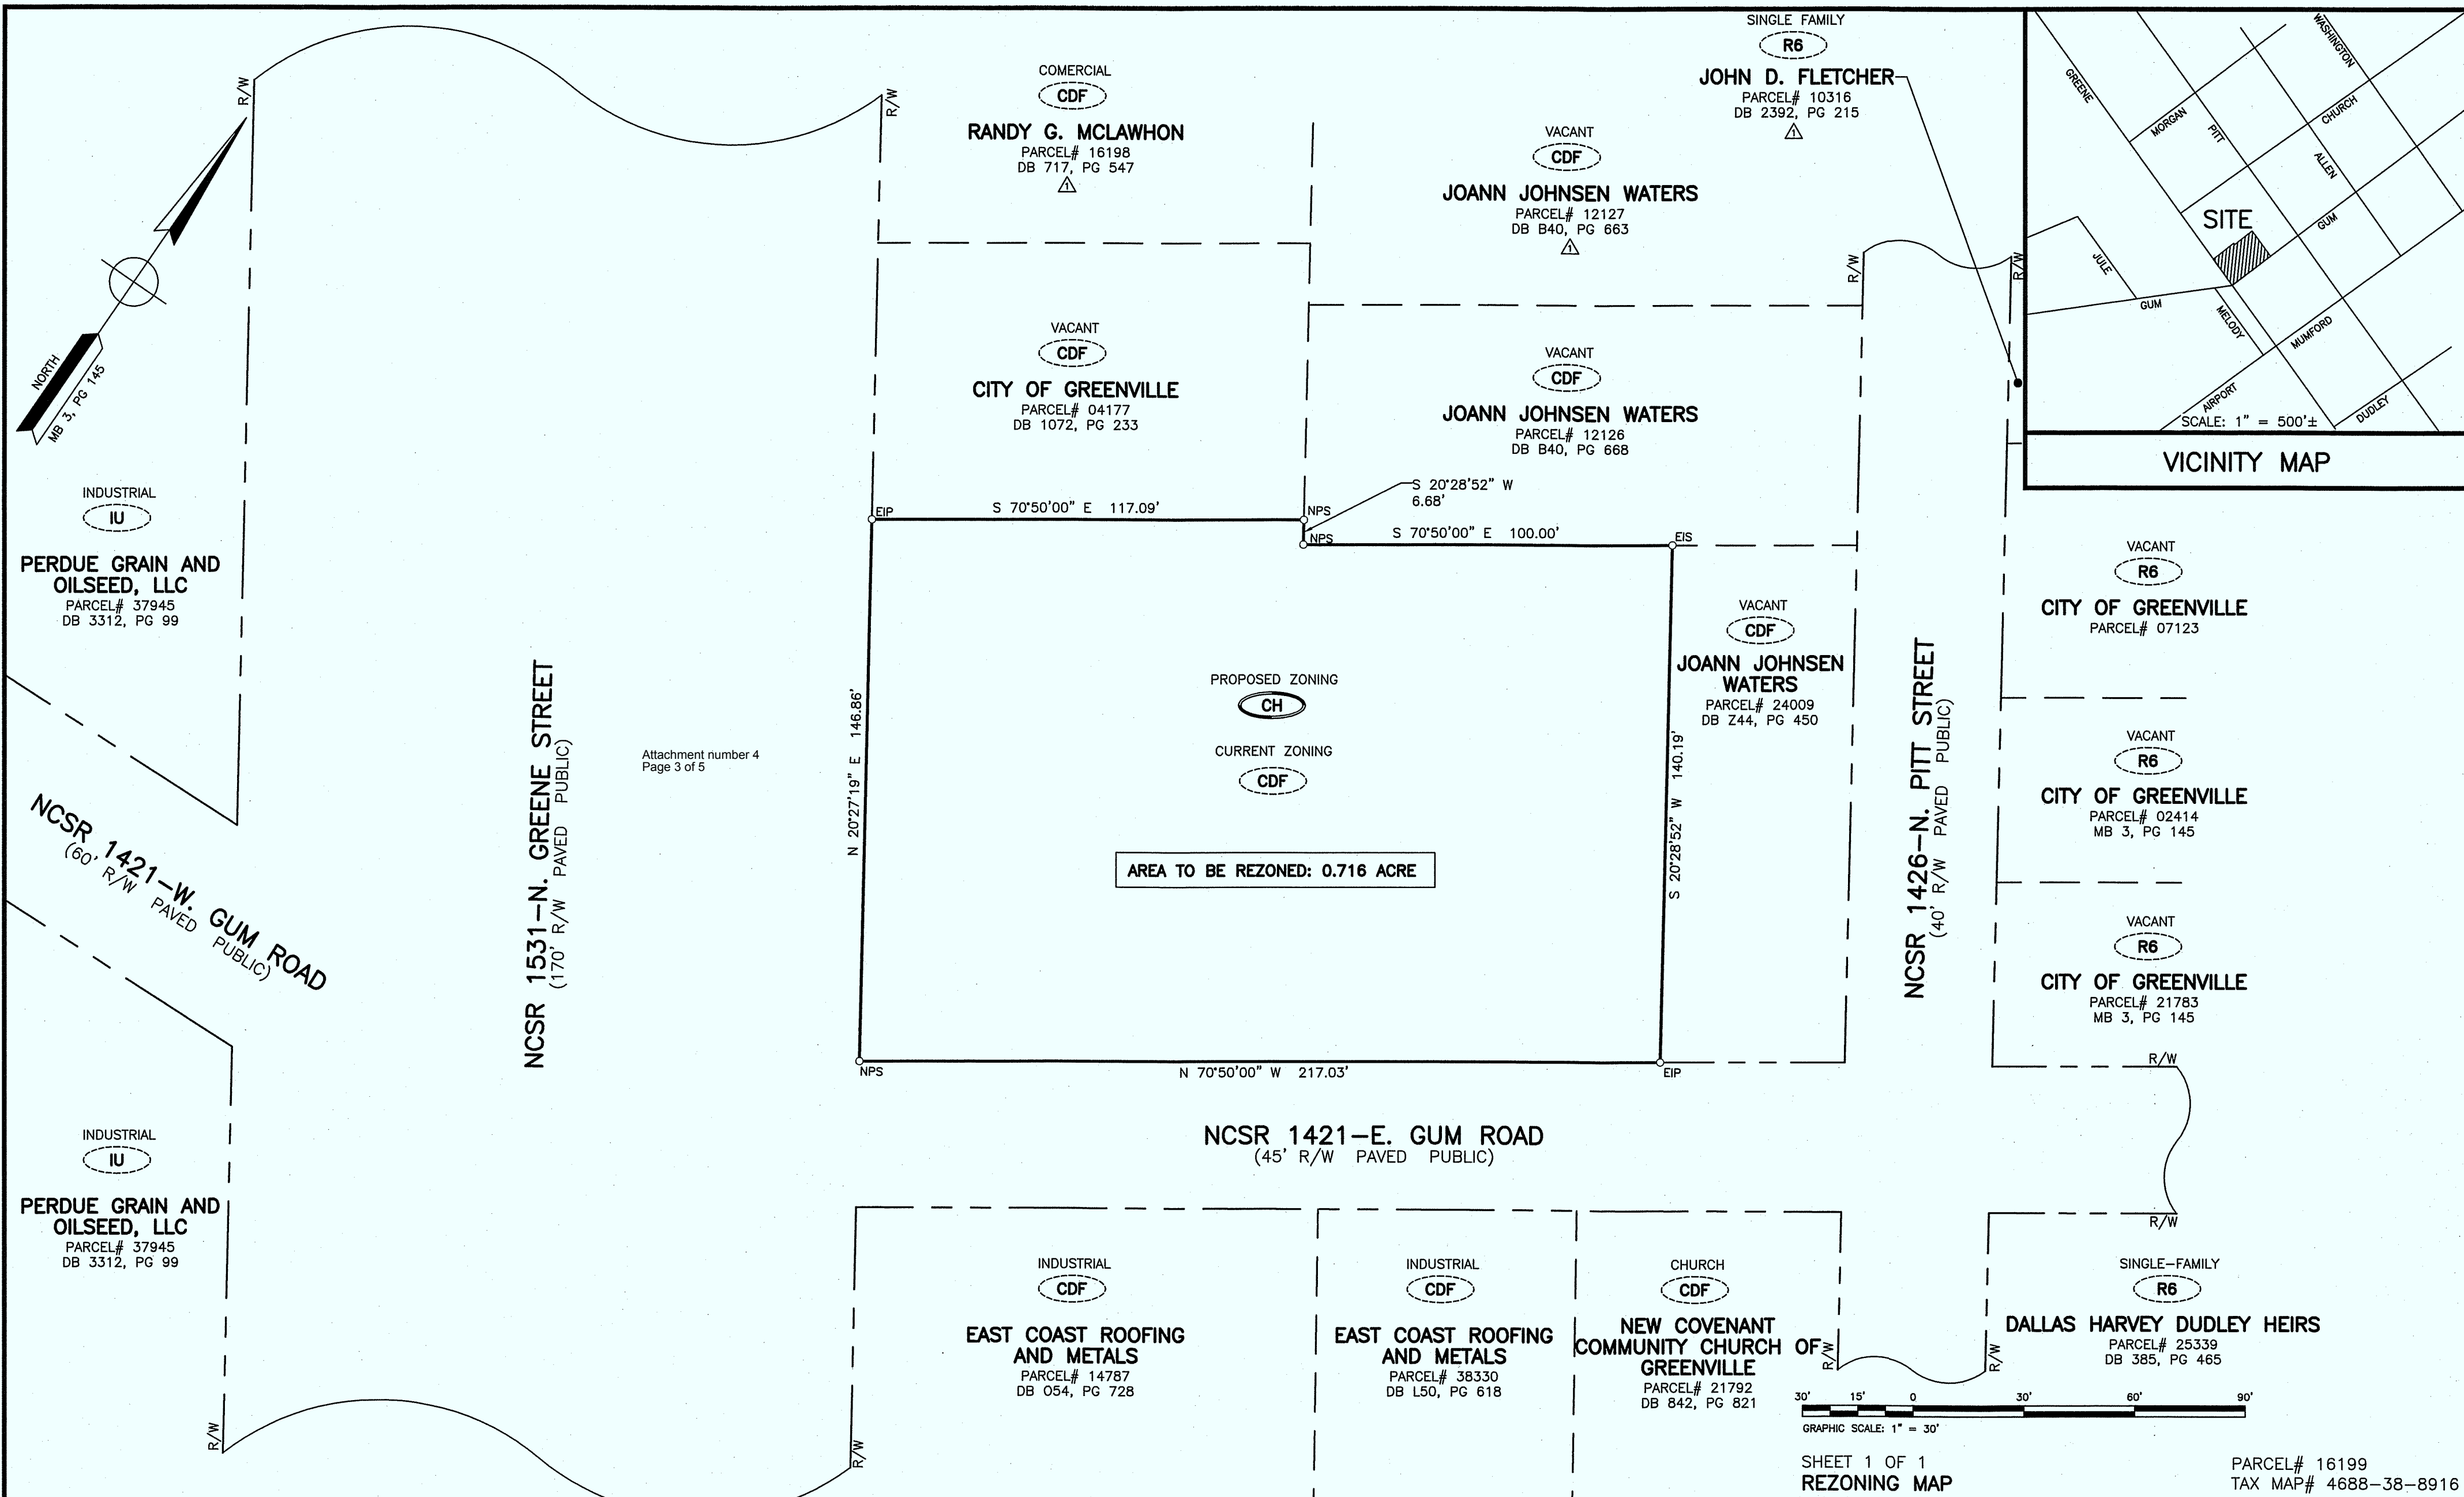 R/W
R/W
COMERCIAL
CDF
RANDY G. MCLAWHON
PARCEL# 16198
DB 717, PG 547
1
VACANT
CDF
JOANN JOHNSEN WATERS
PARCEL# 12127
DB B40, PG 663
1
SINGLE FAMILY
R6
JOHN D. FLETCHER
PARCEL# 10316
DB 2392, PG 215
1
R/W
R/W
GREENE
MORGAN
PITT
WASHINGTON
CHURCH
ALLEN
GUM
SITE
JULE
GUM
MELODY
MUMFORD
AIRPORT
DUDLEY
SCALE: 1" = 500'±
VICINITY MAP
NORTH
MB 3, PG 145
VACANT
CDF
CITY OF GREENVILLE
PARCEL# 04177
DB 1072, PG 233
VACANT
CDF
JOANN JOHNSEN WATERS
PARCEL# 12126
DB B40, PG 668
INDUSTRIAL
IU
PERDUE GRAIN AND
OILSEED, LLC
PARCEL# 37945
DB 3312, PG 99
EIP
S 70°50'00" E 117.09'
NPS
S 20°28'52" W
6.68'
NPS
S 70°50'00" E 100.00'
EIS
VACANT
CDF
JOANN JOHNSEN
WATERS
PARCEL# 24009
DB Z44, PG 450
VACANT
R6
CITY OF GREENVILLE
PARCEL# 07123
NCSR 1531-N. GREENE STREET
(170' R/W PAVED PUBLIC)
Attachment number 4
Page 3 of 5
N 20°27'19" E 146.86'
PROPOSED ZONING
CH
CURRENT ZONING
CDF
AREA TO BE REZONED: 0.716 ACRE
S 20°28'52" W 140.19'
NCSR 1426-N. PITT STREET
(40' R/W PAVED PUBLIC)
VACANT
R6
CITY OF GREENVILLE
PARCEL# 02414
MB 3, PG 145
NCSR 1421-W. GUM ROAD
(60' R/W PAVED PUBLIC)
VACANT
R6
CITY OF GREENVILLE
PARCEL# 21783
MB 3, PG 145
R/W
NPS
N 70°50'00" W 217.03'
EIP
NCSR 1421-E. GUM ROAD
(45' R/W PAVED PUBLIC)
R/W
INDUSTRIAL
IU
PERDUE GRAIN AND
OILSEED, LLC
PARCEL# 37945
DB 3312, PG 99
R/W
R/W
INDUSTRIAL
CDF
EAST COAST ROOFING
AND METALS
PARCEL# 14787
DB O54, PG 728
INDUSTRIAL
CDF
EAST COAST ROOFING
AND METALS
PARCEL# 38330
DB L50, PG 618
CHURCH
CDF
NEW COVENANT
COMMUNITY CHURCH OF
GREENVILLE
PARCEL# 21792
DB 842, PG 821
R/W
R/W
SINGLE-FAMILY
R6
DALLAS HARVEY DUDLEY HEIRS
PARCEL# 25339
DB 385, PG 465
30' 15' 0 30' 60' 90'
GRAPHIC SCALE: 1" = 30'
SHEET 1 OF 1
REZONING MAP
PARCEL# 16199
TAX MAP# 4688-38-8916